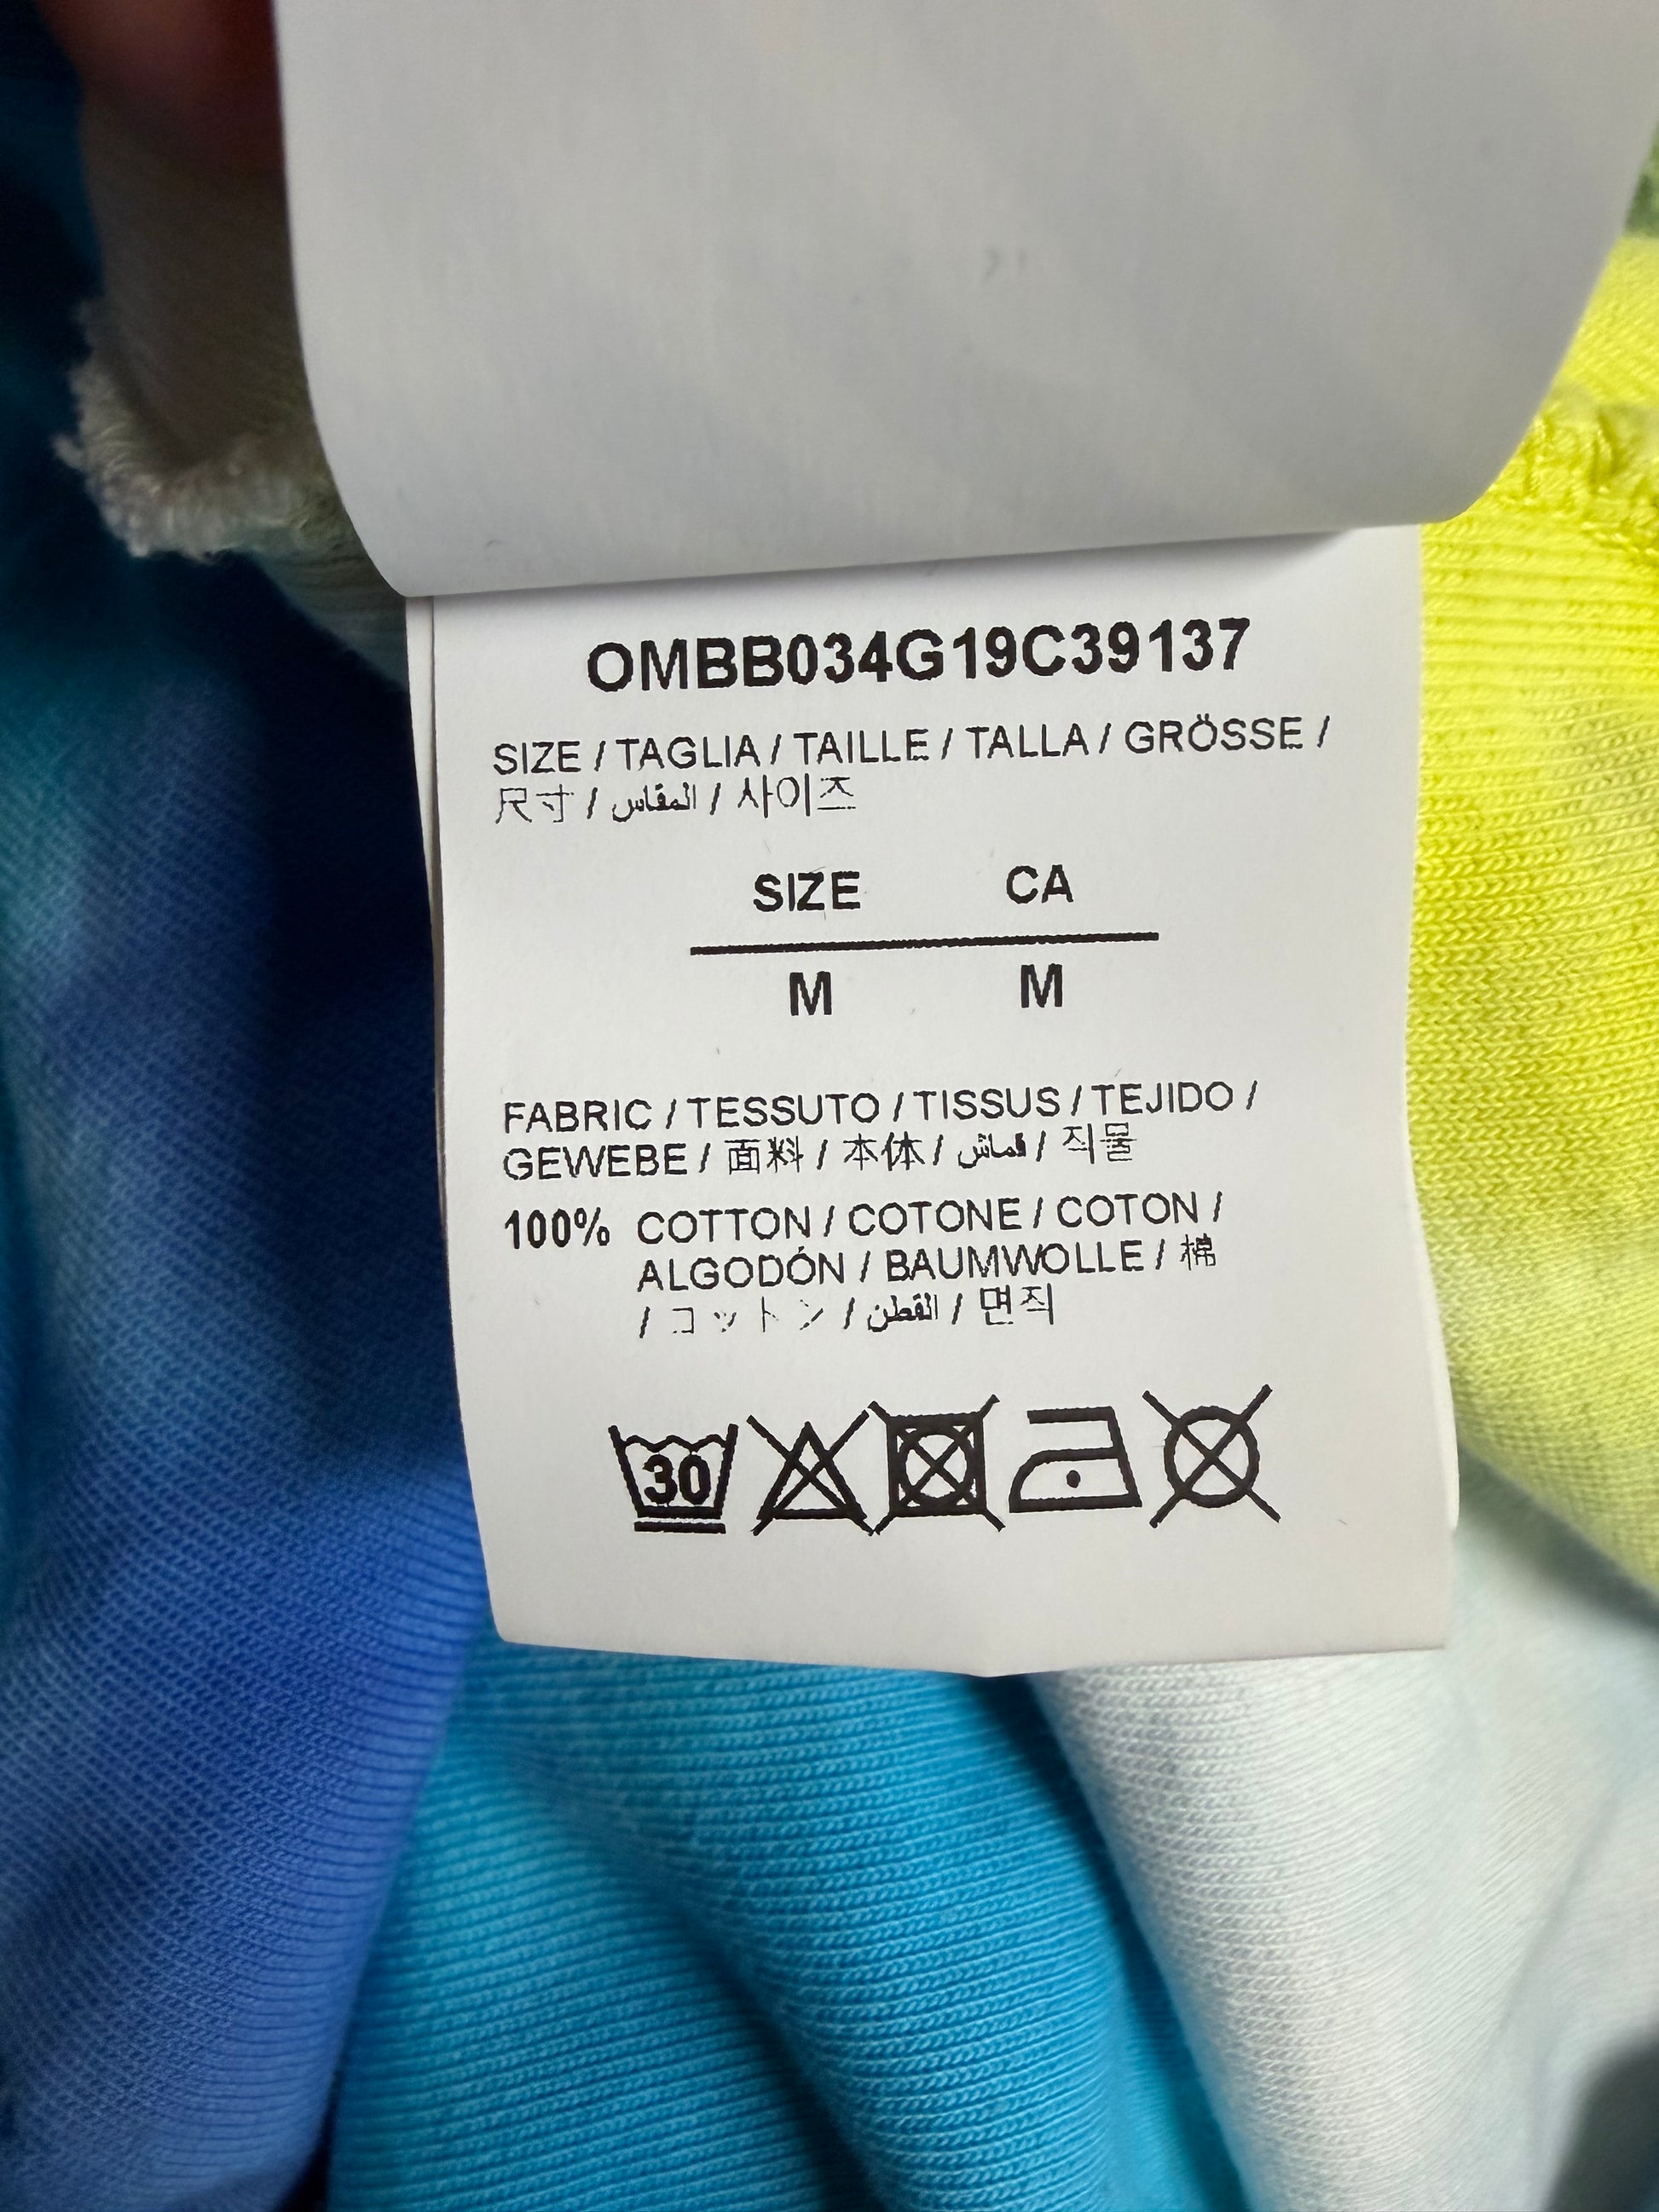 OMBB034G19C39137
SIZE / TAGLIA / TAILLE / TALLA / GRÖSSE /
尺寸 / المقاس / 사이즈
SIZE CA
M M
FABRIC / TESSUTO / TISSUS / TEJIDO /
GEWEBE / 面料 / 本体 / قماش / 직물
100% COTTON / COTONE / COTON /
ALGODÓN / BAUMWOLLE / 棉
/ コットン / القطن / 면직
30